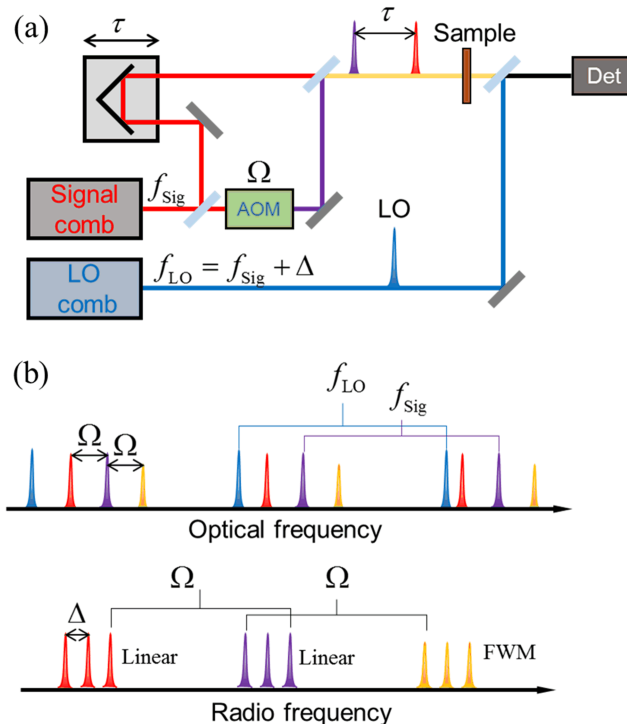 (a)
τ
τ
Sample
Det
Signal comb
f_Sig
Ω
AOM
LO
LO comb
f_LO = f_Sig + Δ
(b)
f_LO
f_Sig
Ω
Ω
Optical frequency
Ω
Ω
Δ
Linear
Linear
FWM
Radio frequency